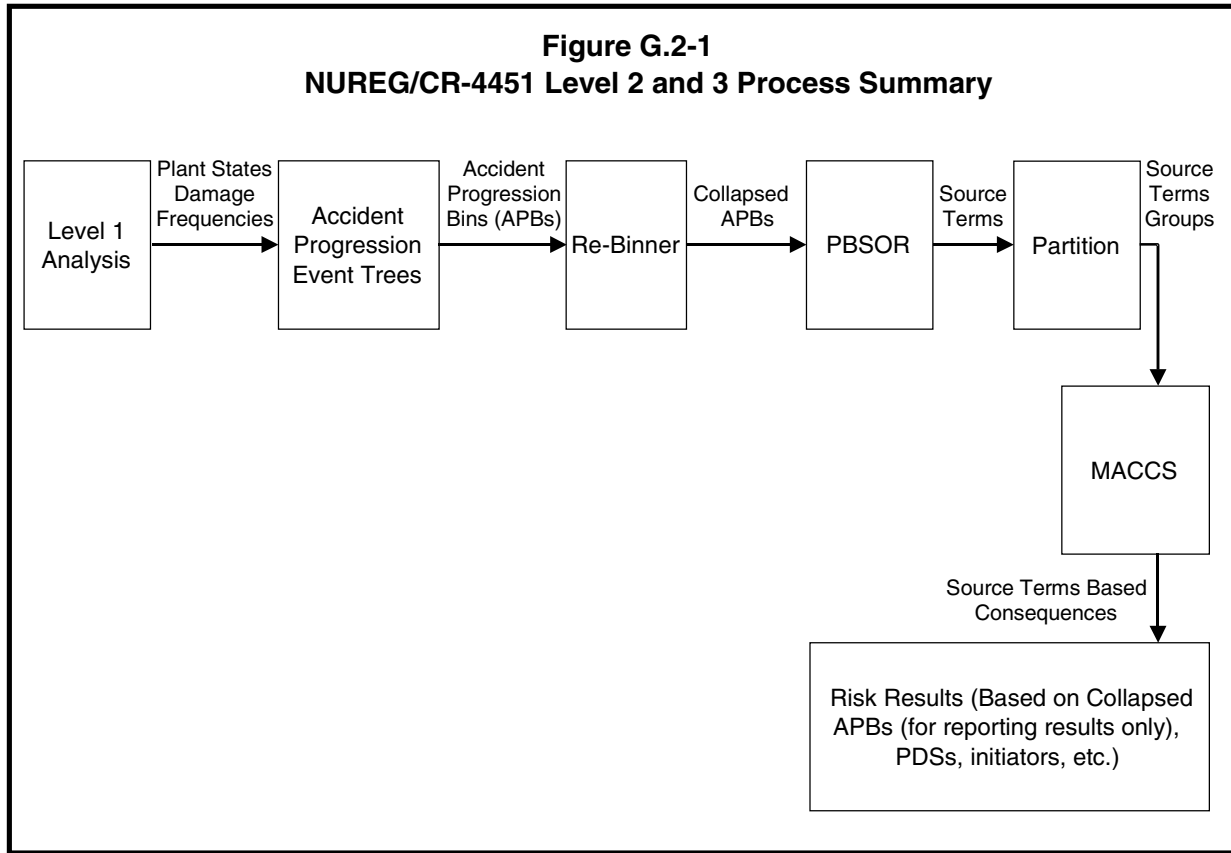 Figure G.2-1
NUREG/CR-4451 Level 2 and 3 Process Summary
Level 1
Analysis
Plant States
Damage
Frequencies
Accident
Progression
Event Trees
Accident
Progression
Bins (APBs)
Re-Binner
Collapsed
APBs
PBSOR
Source
Terms
Partition
Source
Terms
Groups
MACCS
Source Terms Based
Consequences
Risk Results (Based on Collapsed
APBs (for reporting results only),
PDSs, initiators, etc.)